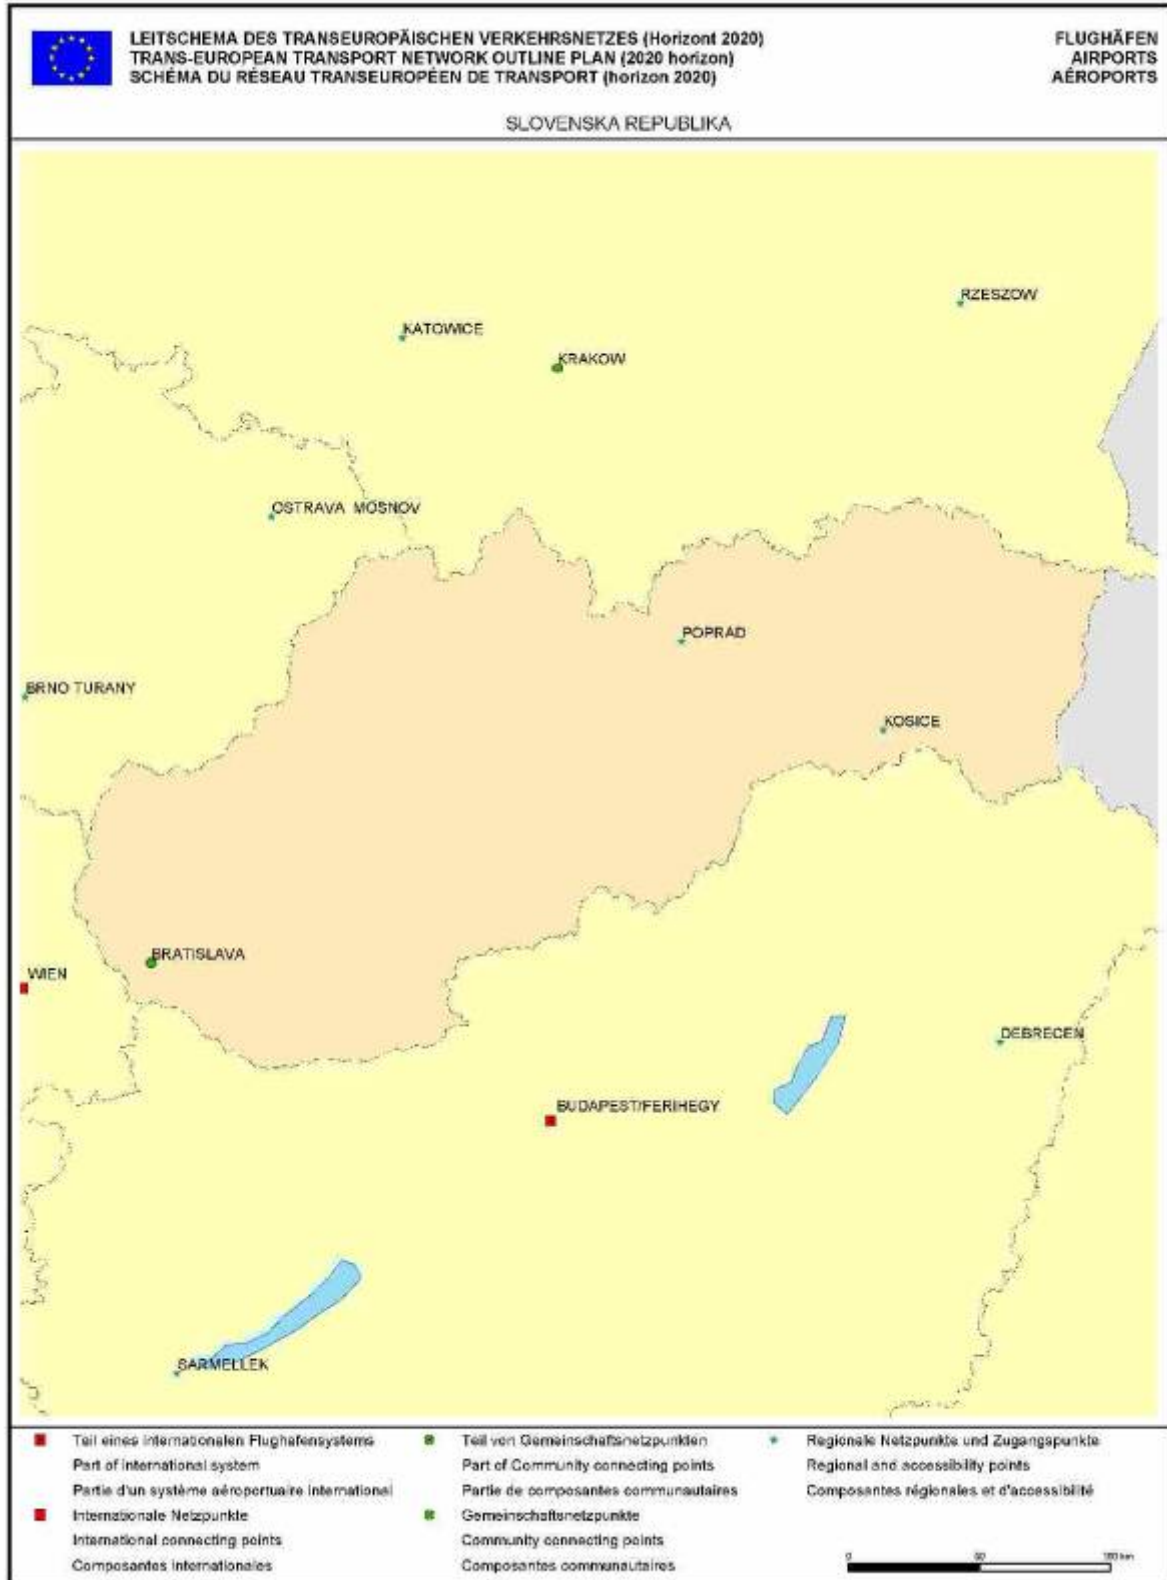 LEITSCHEMA DES TRANSEUROPÄISCHEN VERKEHRSNETZES (Horizont 2020)
TRANS-EUROPEAN TRANSPORT NETWORK OUTLINE PLAN (2020 horizon)
SCHÉMA DU RÉSEAU TRANSEUROPÉEN DE TRANSPORT (horizon 2020)
FLUGHÄFEN
AIRPORTS
AÉROPORTS
SLOVENSKA REPUBLIKA
RZESZOW
KATOWICE
KRAKOW
OSTRAVA MOSNOV
POPRAD
BRNO TURANY
KOSICE
BRATISLAVA
WIEN
DEBRECEN
BUDAPEST/FERIHEGY
SARMELLEK
Teil eines internationalen Flughafensystems
Part of international system
Partie d'un système aéroportuaire international
Internationale Netzpunkte
International connecting points
Composantes internationales
Teil von Gemeinschaftsnetzpunkten
Part of Community connecting points
Partie de composantes communautaires
Gemeinschaftsnetzpunkte
Community connecting points
Composantes communautaires
Regionale Netzpunkte und Zugangspunkte
Regional and accessibility points
Composantes régionales et d'accessibilité
0 50 100 km